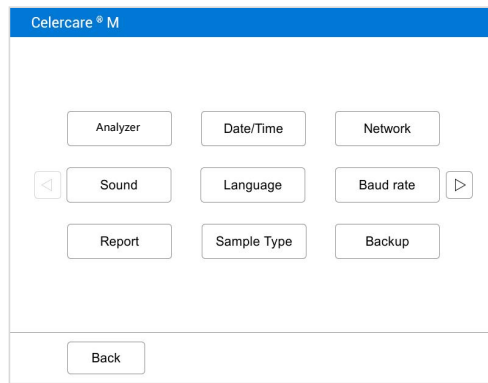 Celercare ® M
Analyzer Date/Time Network
Sound Language Baud rate
Report Sample Type Backup
Back